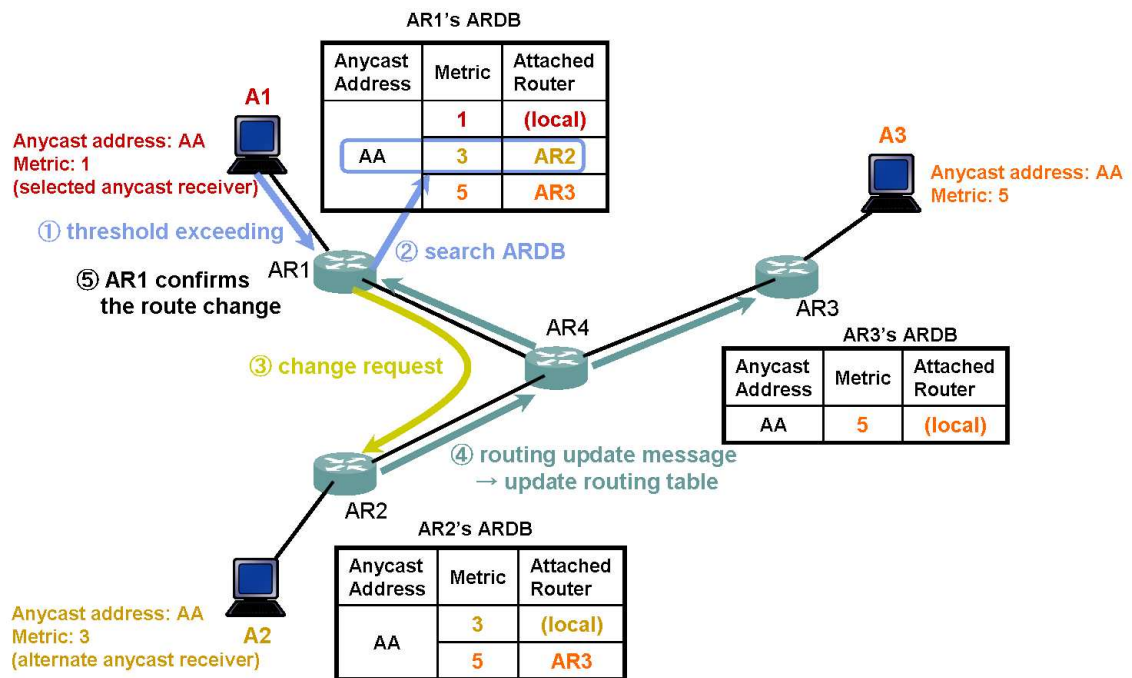 AR1's ARDB
Anycast Address
Metric
Attached Router
1
(local)
AA
3
AR2
5
AR3
A1
Anycast address: AA
Metric: 1
(selected anycast receiver)
① threshold exceeding
② search ARDB
AR1
⑤ AR1 confirms
the route change
A3
Anycast address: AA
Metric: 5
AR3
AR4
③ change request
AR3's ARDB
Anycast Address
Metric
Attached Router
AA
5
(local)
④ routing update message
→ update routing table
AR2
AR2's ARDB
Anycast Address
Metric
Attached Router
AA
3
(local)
5
AR3
Anycast address: AA
Metric: 3
(alternate anycast receiver)
A2